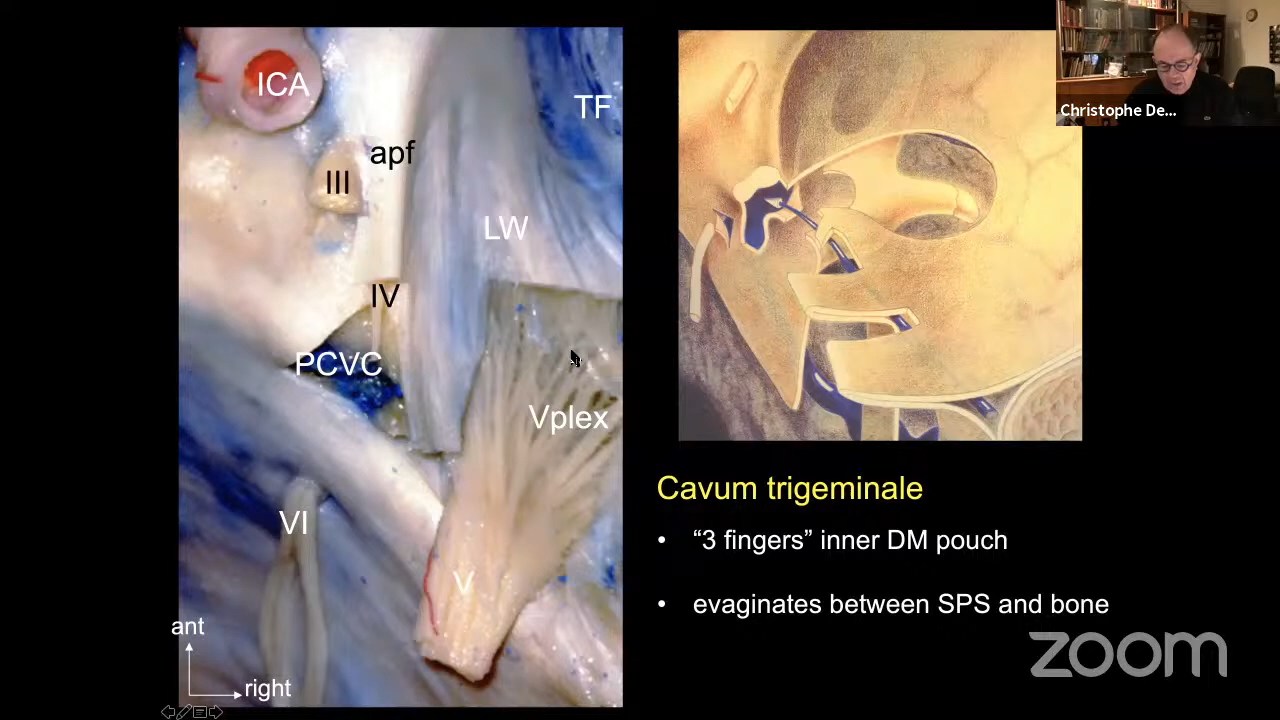 ICA
TF
apf
III
LW
IV
PCVC
Vplex
VI
V
ant
right
Christophe De...
Cavum trigeminale
• “3 fingers” inner DM pouch
• evaginates between SPS and bone
zoom